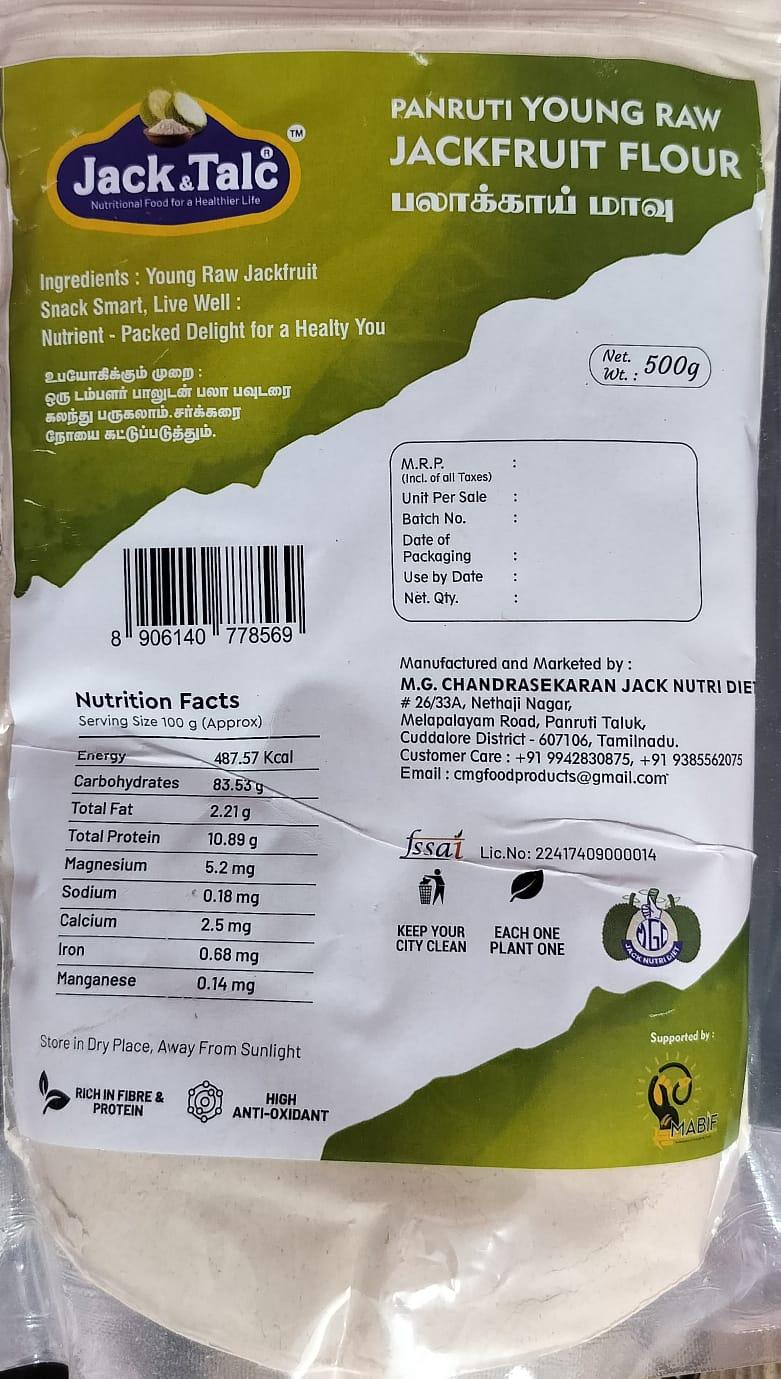 Jack & Talc ®
TM
Nutritional Food for a Healthier Life
PANRUTI YOUNG RAW
JACKFRUIT FLOUR
பலாக்காய் மாவு
Ingredients : Young Raw Jackfruit
Snack Smart, Live Well :
Nutrient - Packed Delight for a Healty You
உபயோகிக்கும் முறை :
ஒரு டம்பளர் பாலுடன் பலா பவுடரை
கலந்து பருகலாம்.சர்க்கரை
நோயை கட்டுப்படுத்தும்.
Net. Wt. : 500g
M.R.P. :
(Incl. of all Taxes)
Unit Per Sale :
Batch No. :
Date of
Packaging :
Use by Date :
Net. Qty. :
8 906140 778569
Nutrition Facts
Serving Size 100 g (Approx)
Energy 487.57 Kcal
Carbohydrates 83.53 g
Total Fat 2.21 g
Total Protein 10.89 g
Magnesium 5.2 mg
Sodium 0.18 mg
Calcium 2.5 mg
Iron 0.68 mg
Manganese 0.14 mg
Store in Dry Place, Away From Sunlight
RICH IN FIBRE &
PROTEIN
HIGH
ANTI-OXIDANT
Manufactured and Marketed by :
M.G. CHANDRASEKARAN JACK NUTRI DIET
# 26/33A, Nethaji Nagar,
Melapalayam Road, Panruti Taluk,
Cuddalore District - 607106, Tamilnadu.
Customer Care : +91 9942830875, +91 9385562075
Email : cmgfoodproducts@gmail.com
fssai Lic.No: 22417409000014
KEEP YOUR
CITY CLEAN
EACH ONE
PLANT ONE
MGC
JACK NUTRI DIET
Supported by :
MABIF